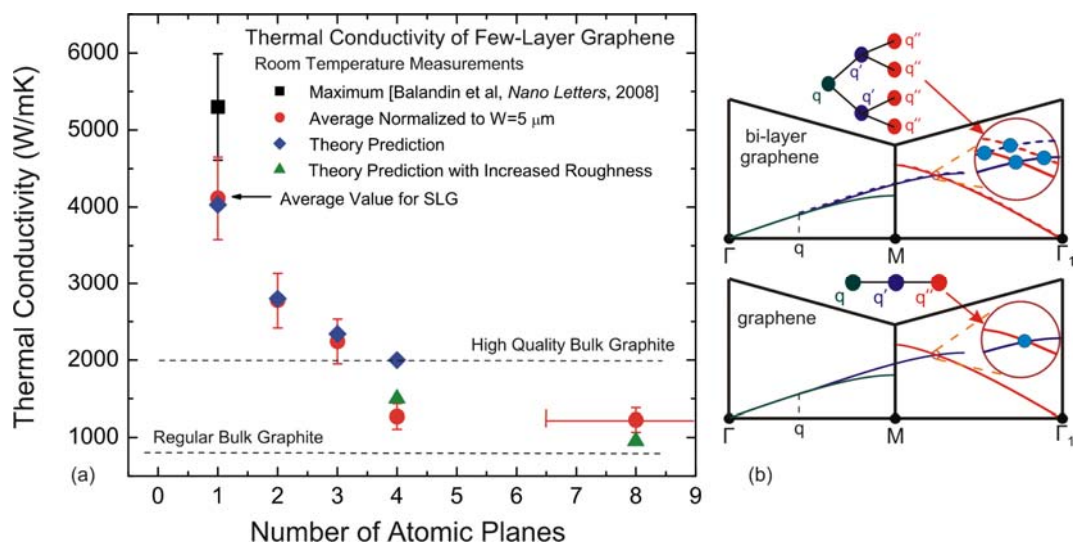 Thermal Conductivity of Few-Layer Graphene
Room Temperature Measurements
Maximum [Balandin et al, Nano Letters, 2008]
Average Normalized to W=5 μm
Theory Prediction
Theory Prediction with Increased Roughness
Average Value for SLG
High Quality Bulk Graphite
Regular Bulk Graphite
Thermal Conductivity (W/mK)
6000
5000
4000
3000
2000
1000
(a)
0 1 2 3 4 5 6 7 8 9
Number of Atomic Planes
q''
q' q''
q
q' q''
q''
bi-layer
graphene
Γ q M Γ1
q q' q''
graphene
Γ q M Γ1
(b)